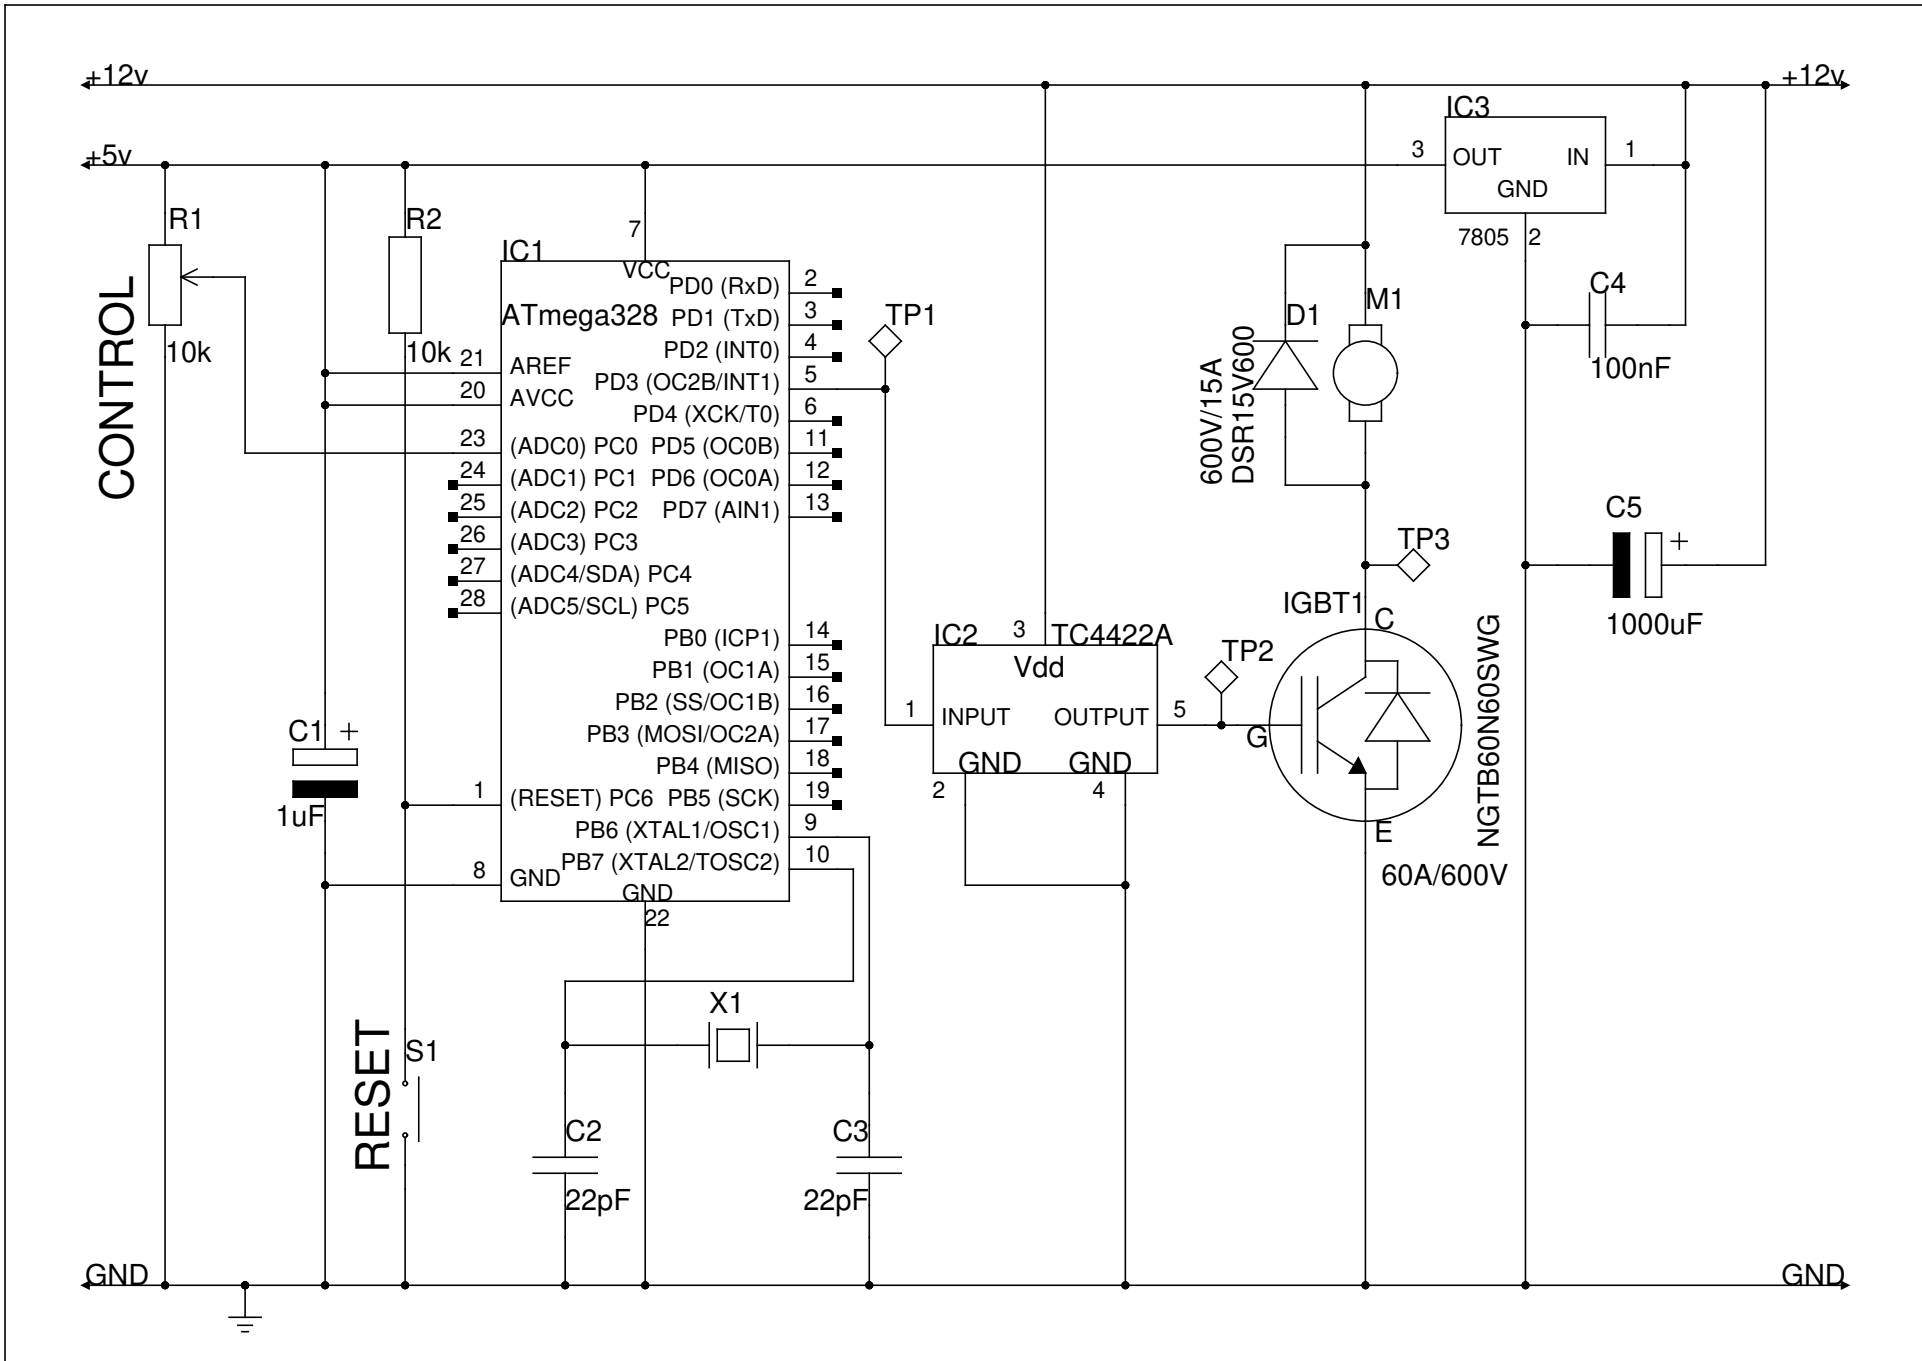 +12v
+12v
IC3
+5v
3
OUT
IN
1
GND
R1
R2
7
7805
2
IC1
VCC
PD0 (RxD)
2
C4
CONTROL
ATmega328
PD1 (TxD)
3
TP1
D1
M1
10k
10k
21
AREF
PD2 (INT0)
4
100nF
20
AVCC
PD3 (OC2B/INT1)
5
600V/15A
DSR15V600
PD4 (XCK/T0)
6
23
(ADC0) PC0
PD5 (OC0B)
11
24
(ADC1) PC1
PD6 (OC0A)
12
25
(ADC2) PC2
PD7 (AIN1)
13
C5
26
(ADC3) PC3
TP3
27
(ADC4/SDA) PC4
28
(ADC5/SCL) PC5
IGBT1
C
1000uF
PB0 (ICP1)
14
IC2
3
TC4422A
PB1 (OC1A)
15
Vdd
TP2
PB2 (SS/OC1B)
16
1
INPUT
OUTPUT
5
C1
PB3 (MOSI/OC2A)
17
G
NGTB60N60SWG
PB4 (MISO)
18
GND
GND
1uF
1
(RESET) PC6
PB5 (SCK)
19
2
4
PB6 (XTAL1/OSC1)
9
E
PB7 (XTAL2/TOSC2)
10
8
GND
60A/600V
GND
22
X1
RESET
S1
C2
C3
22pF
22pF
GND
GND